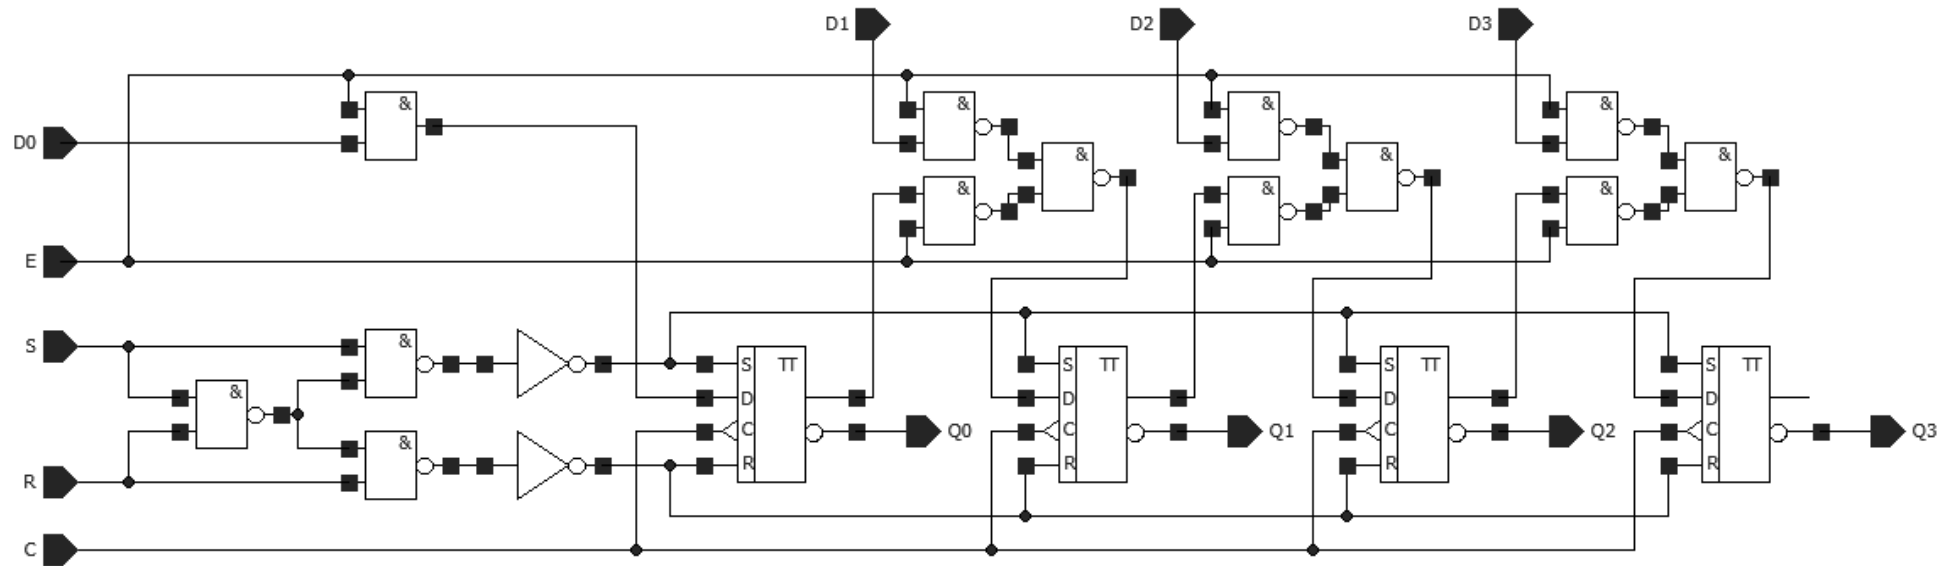 D1 D2 D3
& & & &
D0
& & &
& & &
E
S & S TT S TT S TT S TT
& D D D D
& C Q0 C Q1 C Q2 C Q3
R R R R R
C